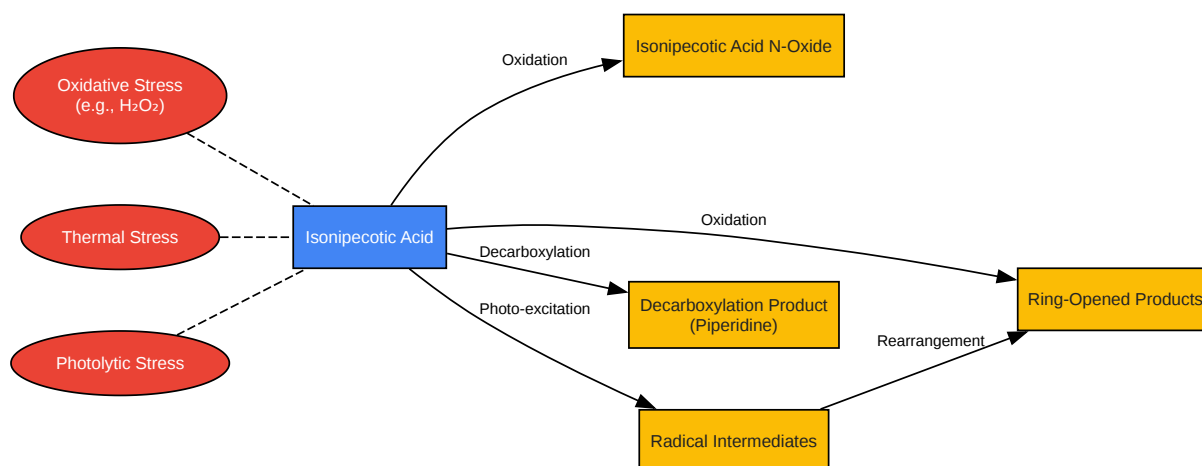 Oxidative Stress
(e.g., H₂O₂)
Thermal Stress
Photolytic Stress
Isonipecotic Acid
Oxidation
Isonipecotic Acid N-Oxide
Oxidation
Decarboxylation
Photo-excitation
Decarboxylation Product
(Piperidine)
Radical Intermediates
Rearrangement
Ring-Opened Products